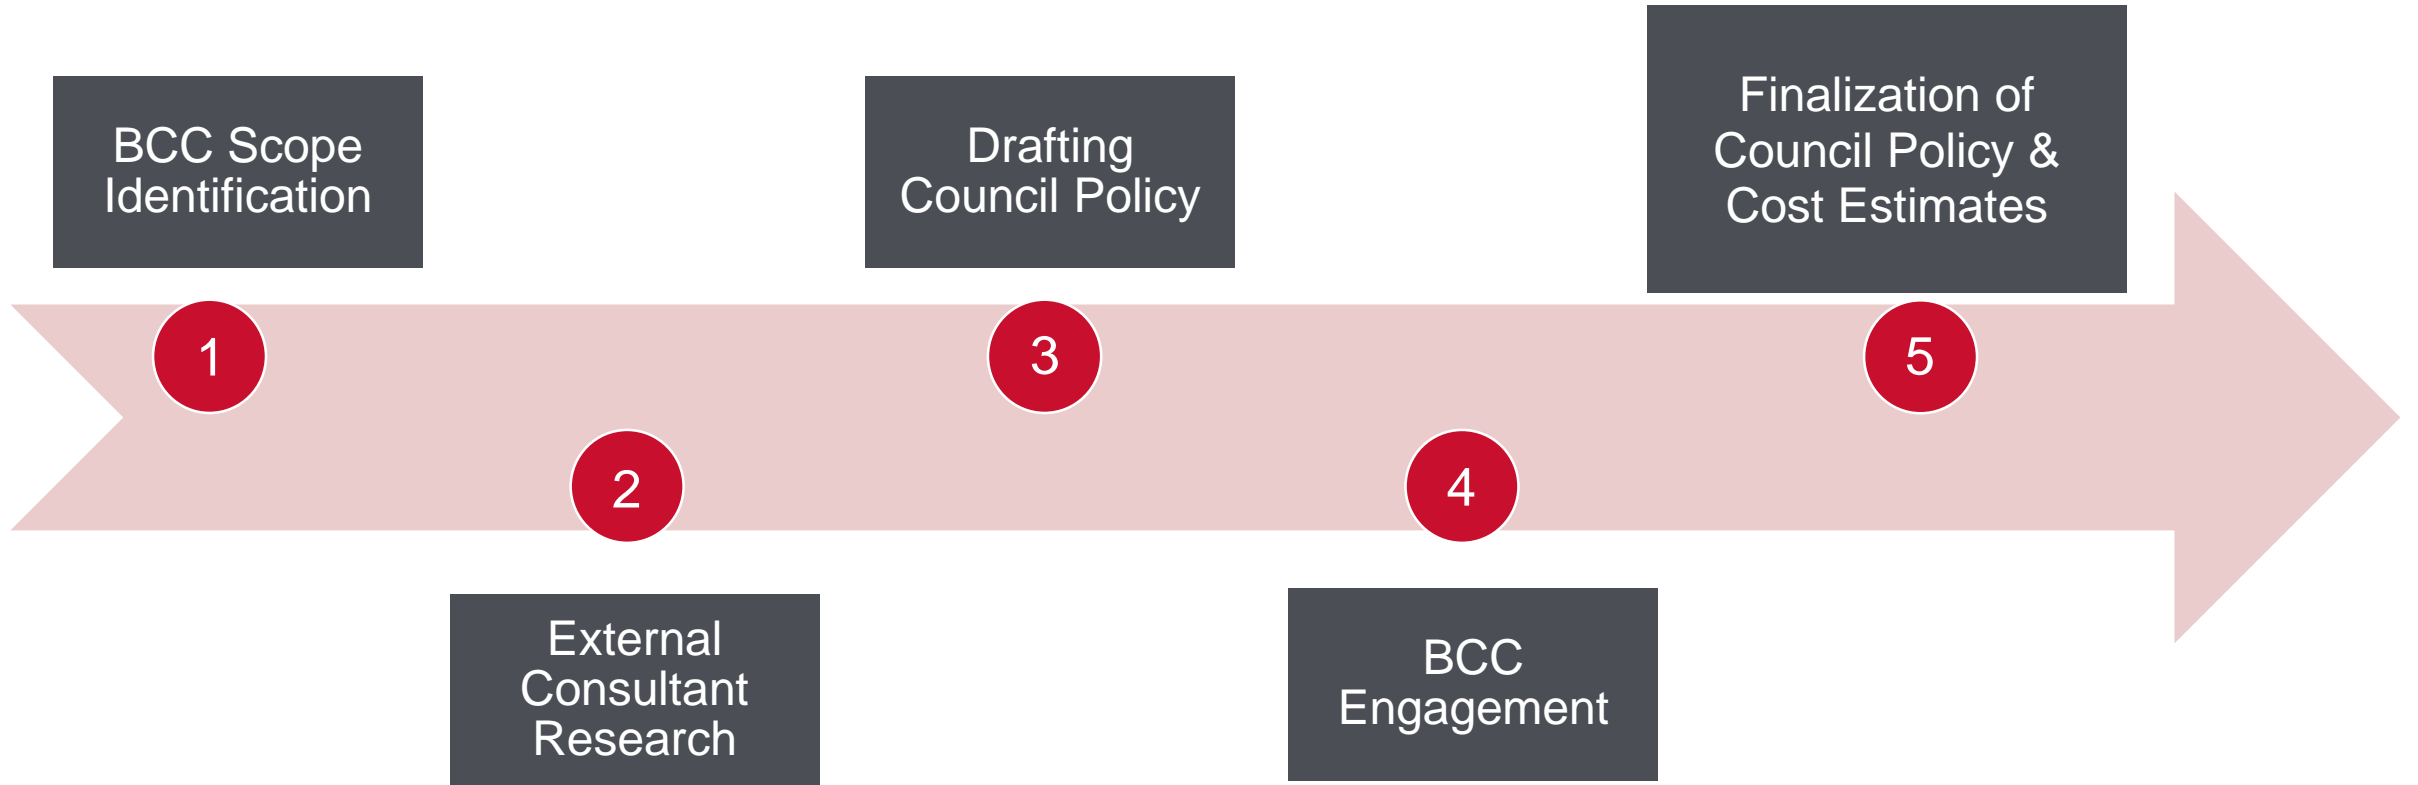 BCC Scope
Identification
1
External
Consultant
Research
2
Drafting
Council Policy
3
BCC
Engagement
4
Finalization of
Council Policy &
Cost Estimates
5